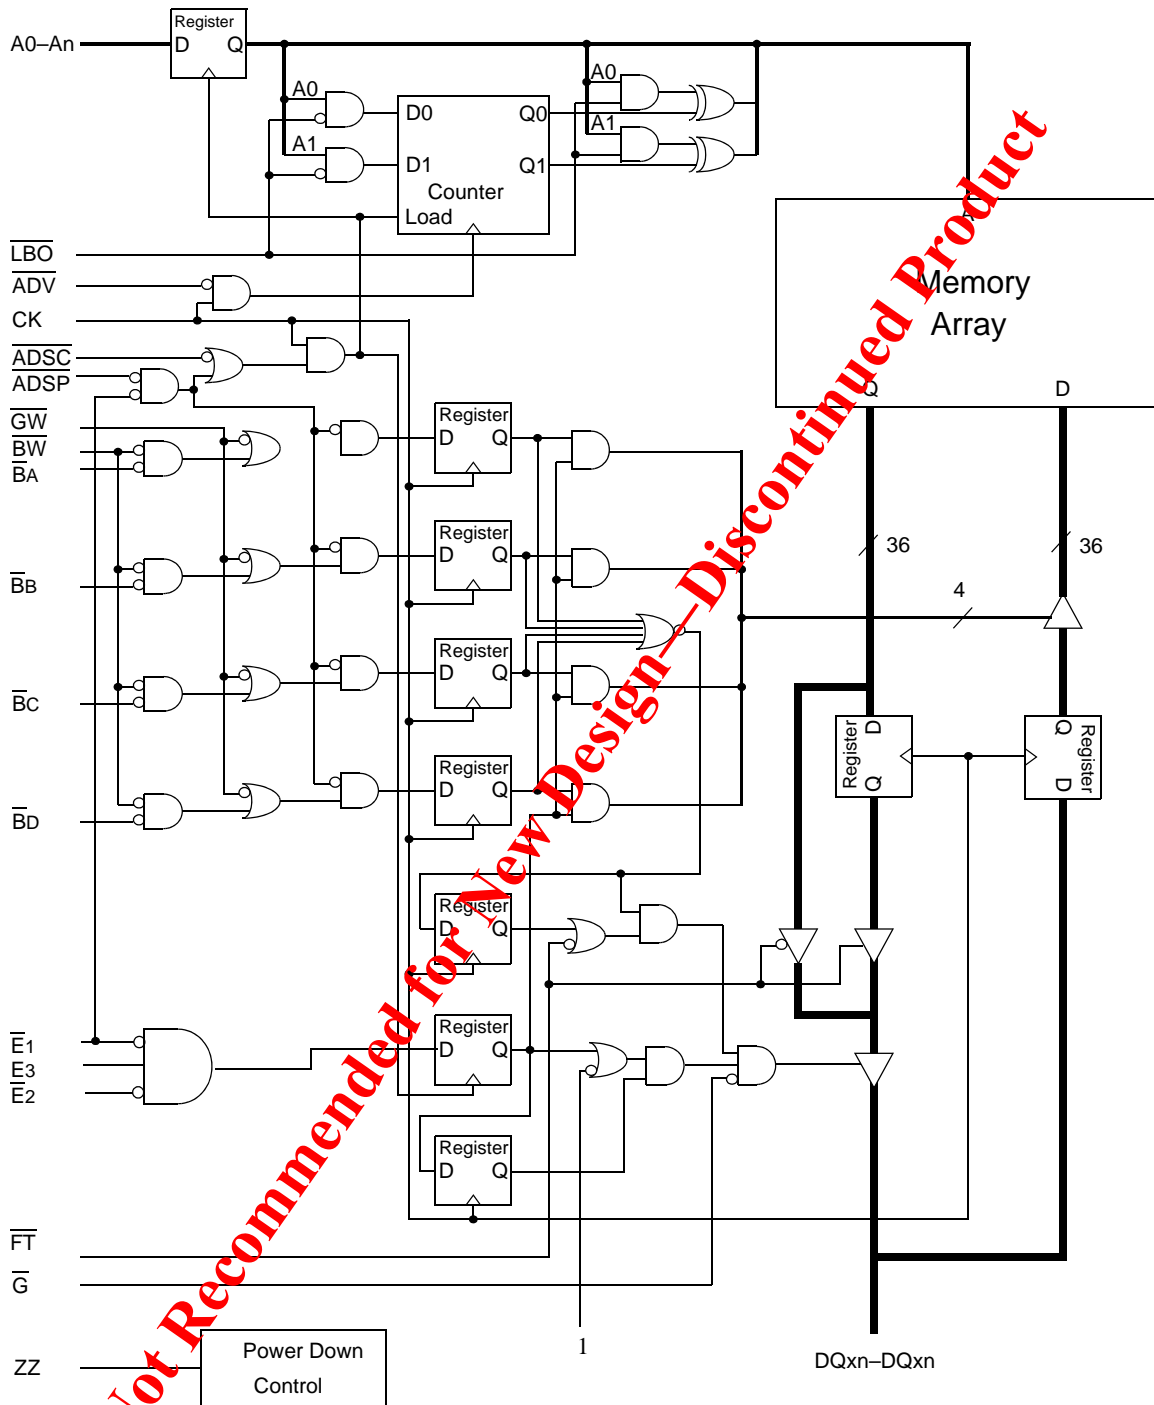 Register
A0–An
D Q
A0
A0
D0 Q0
A1
A1
D1 Q1
Counter
Load
A
LBO
ADV
Memory
CK
Array
ADSC
ADSP
Q D
GW
Register
BW
D Q
BA
Register
D Q
36 36
BB
4
Register
D Q
BC
Register D
Q Register
Register
D Q
Q
D
BD
Register
D Q
Register
D Q
E1
E3
E2
Register
D Q
FT
G
1
Power Down
Control
ZZ
DQxn–DQxn
Not Recommended for New Design—Discontinued Product